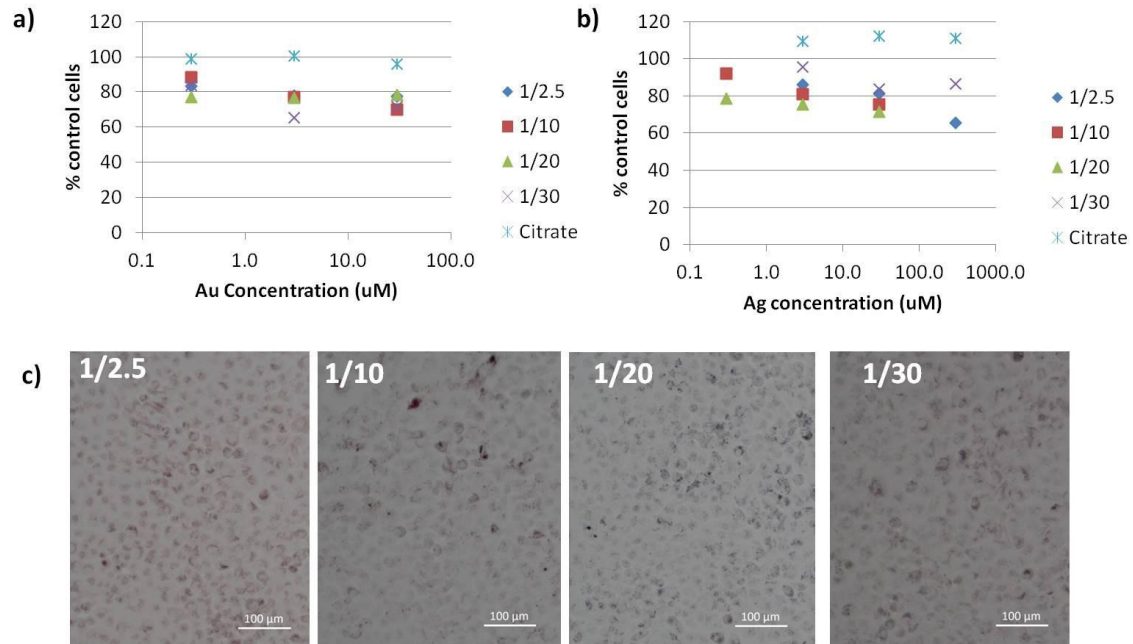 a)
120
100
80
60
40
20
0
% control cells
0.1 1.0 10.0 100.0
Au Concentration (uM)
1/2.5
1/10
1/20
1/30
Citrate
b)
120
100
80
60
40
20
0
% control cells
0.1 1.0 10.0 100.0 1000.0
Ag concentration (uM)
1/2.5
1/10
1/20
1/30
Citrate
c)
1/2.5
100 µm
1/10
100 µm
1/20
100 µm
1/30
100 µm